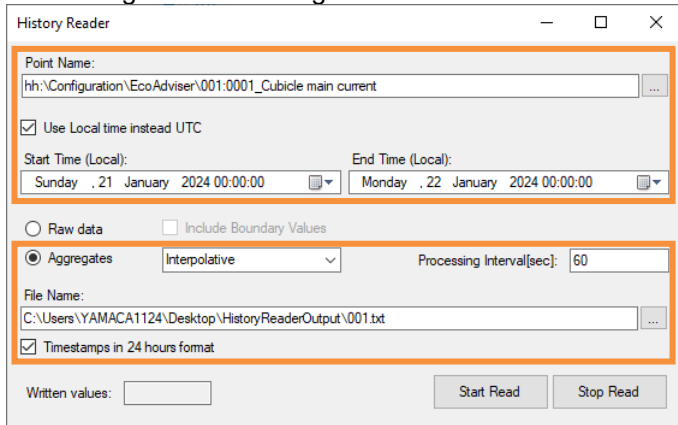 History Reader
Point Name:
hh:\Configuration\EcoAdviser\001:0001_Cubicle main current
...
Use Local time instead UTC
Start Time (Local):
End Time (Local):
Sunday , 21 January 2024 00:00:00
Monday , 22 January 2024 00:00:00
Raw data
Include Boundary Values
Aggregates
Interpolative
Processing Interval[sec]:
60
File Name:
C:\Users\YAMACA1124\Desktop\HistoryReaderOutput\001.txt
...
Timestamps in 24 hours format
Written values:
Start Read
Stop Read